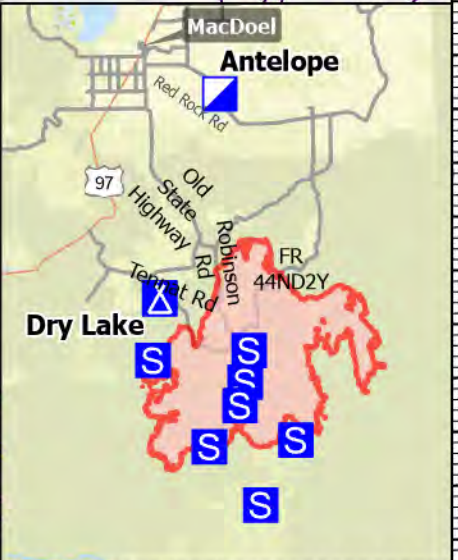 MacDoel
Antelope
Red Rock Rd
97
Old
State
Highway
Rd
Robinson
FR
44ND2Y
Tennat Rd
Dry Lake
S
S
S
S
S
S
S